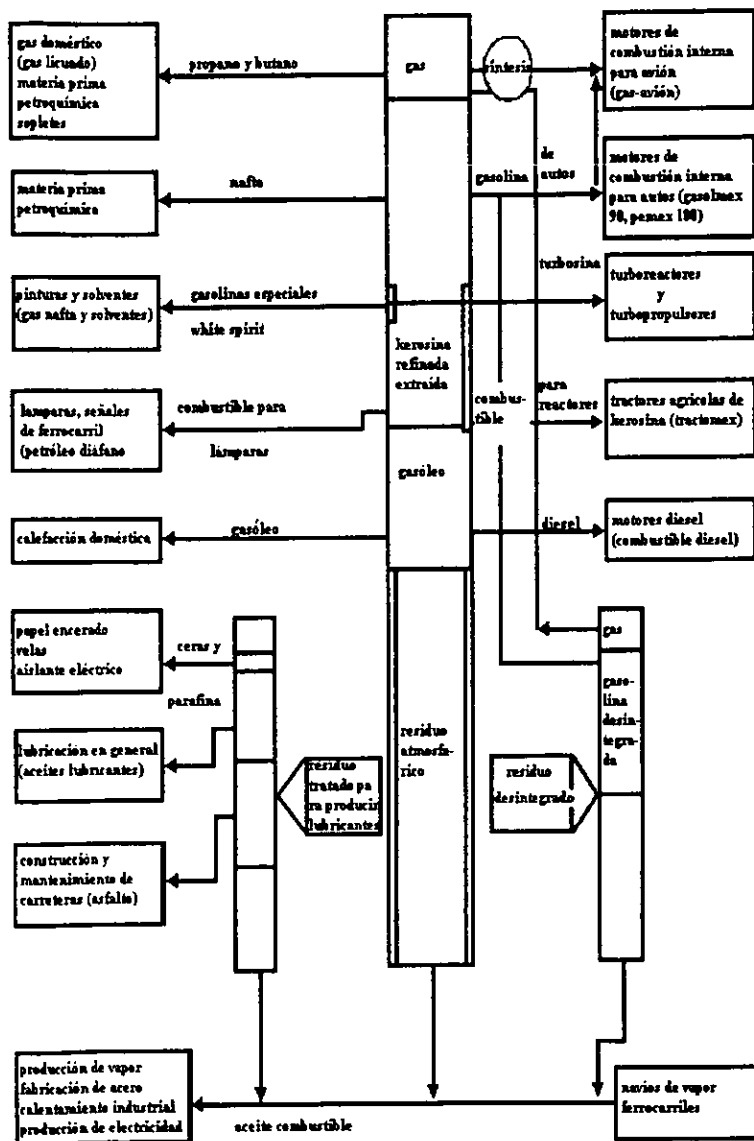 gas doméstico
(gas licuado)
materia prima
petroquímica
sopletes
propano y butano
gas
síntesis
motores de
combustión interna
para avión
(gas-avión)
materia prima
petroquímica
nafta
gasolina
de
autos
motores de
combustión interna
para autos (gasolmex
90, pemex 100)
pinturas y solventes
(gas nafta y solventes)
gasolinas especiales
white spirit
kerosina
refinada
extraída
turbosina
turboreactores
y
turbopropulsores
lamparas, señales
de ferrocarril
(petróleo diáfano
combustible para
lámparas
combus-
tible
para
reactores
tractores agrícolas de
kerosina (tractomex)
gasóleo
calefacción doméstica
gasóleo
diesel
motores diesel
(combustible diesel)
papel encerado
velas
aislante eléctrico
ceras y
parafina
gas
gaso-
lina
desin-
tegra-
da
lubricación en general
(aceites lubricantes)
residuo
tratado pa
ra producir
lubricantes
residuo
atmosfe-
rico
residuo
desintegrado
construcción y
mantenimiento de
carreteras (asfalto)
producción de vapor
fabricación de acero
calentamiento industrial
producción de electricidad
aceite combustible
navios de vapor
ferrocarriles